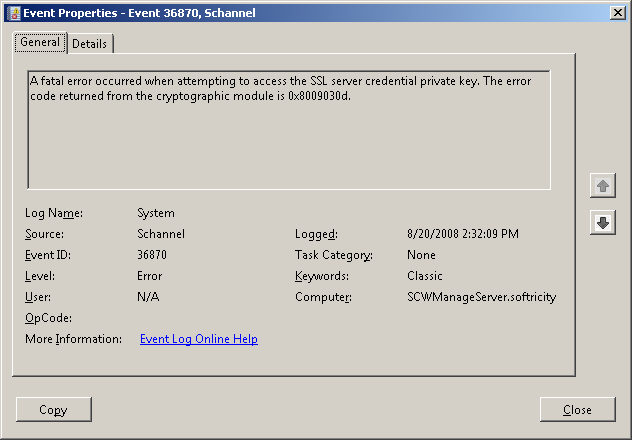 Event Properties - Event 36870, Schannel
General Details
A fatal error occurred when attempting to access the SSL server credential private key. The error
code returned from the cryptographic module is 0x8009030d.
Log Name: System
Source: Schannel Logged: 8/20/2008 2:32:09 PM
Event ID: 36870 Task Category: None
Level: Error Keywords: Classic
User: N/A Computer: SCWManageServer.softricity
OpCode:
More Information: Event Log Online Help
Copy Close